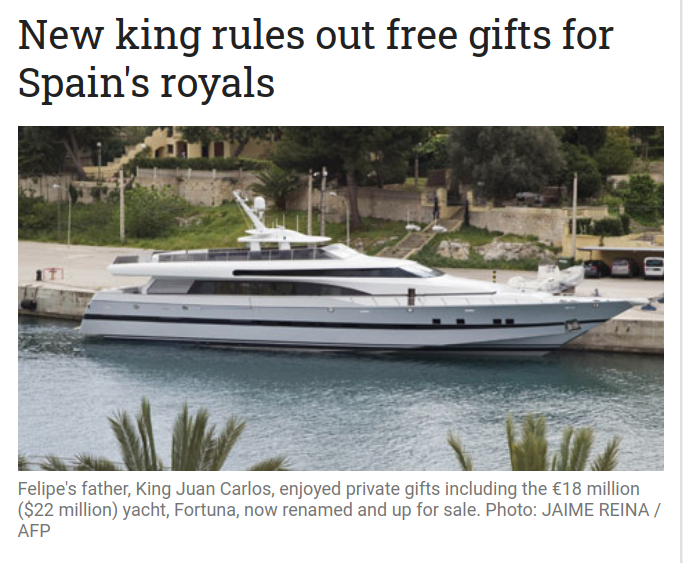 New king rules out free gifts for
Spain's royals
Felipe's father, King Juan Carlos, enjoyed private gifts including the €18 million
($22 million) yacht, Fortuna, now renamed and up for sale. Photo: JAIME REINA /
AFP